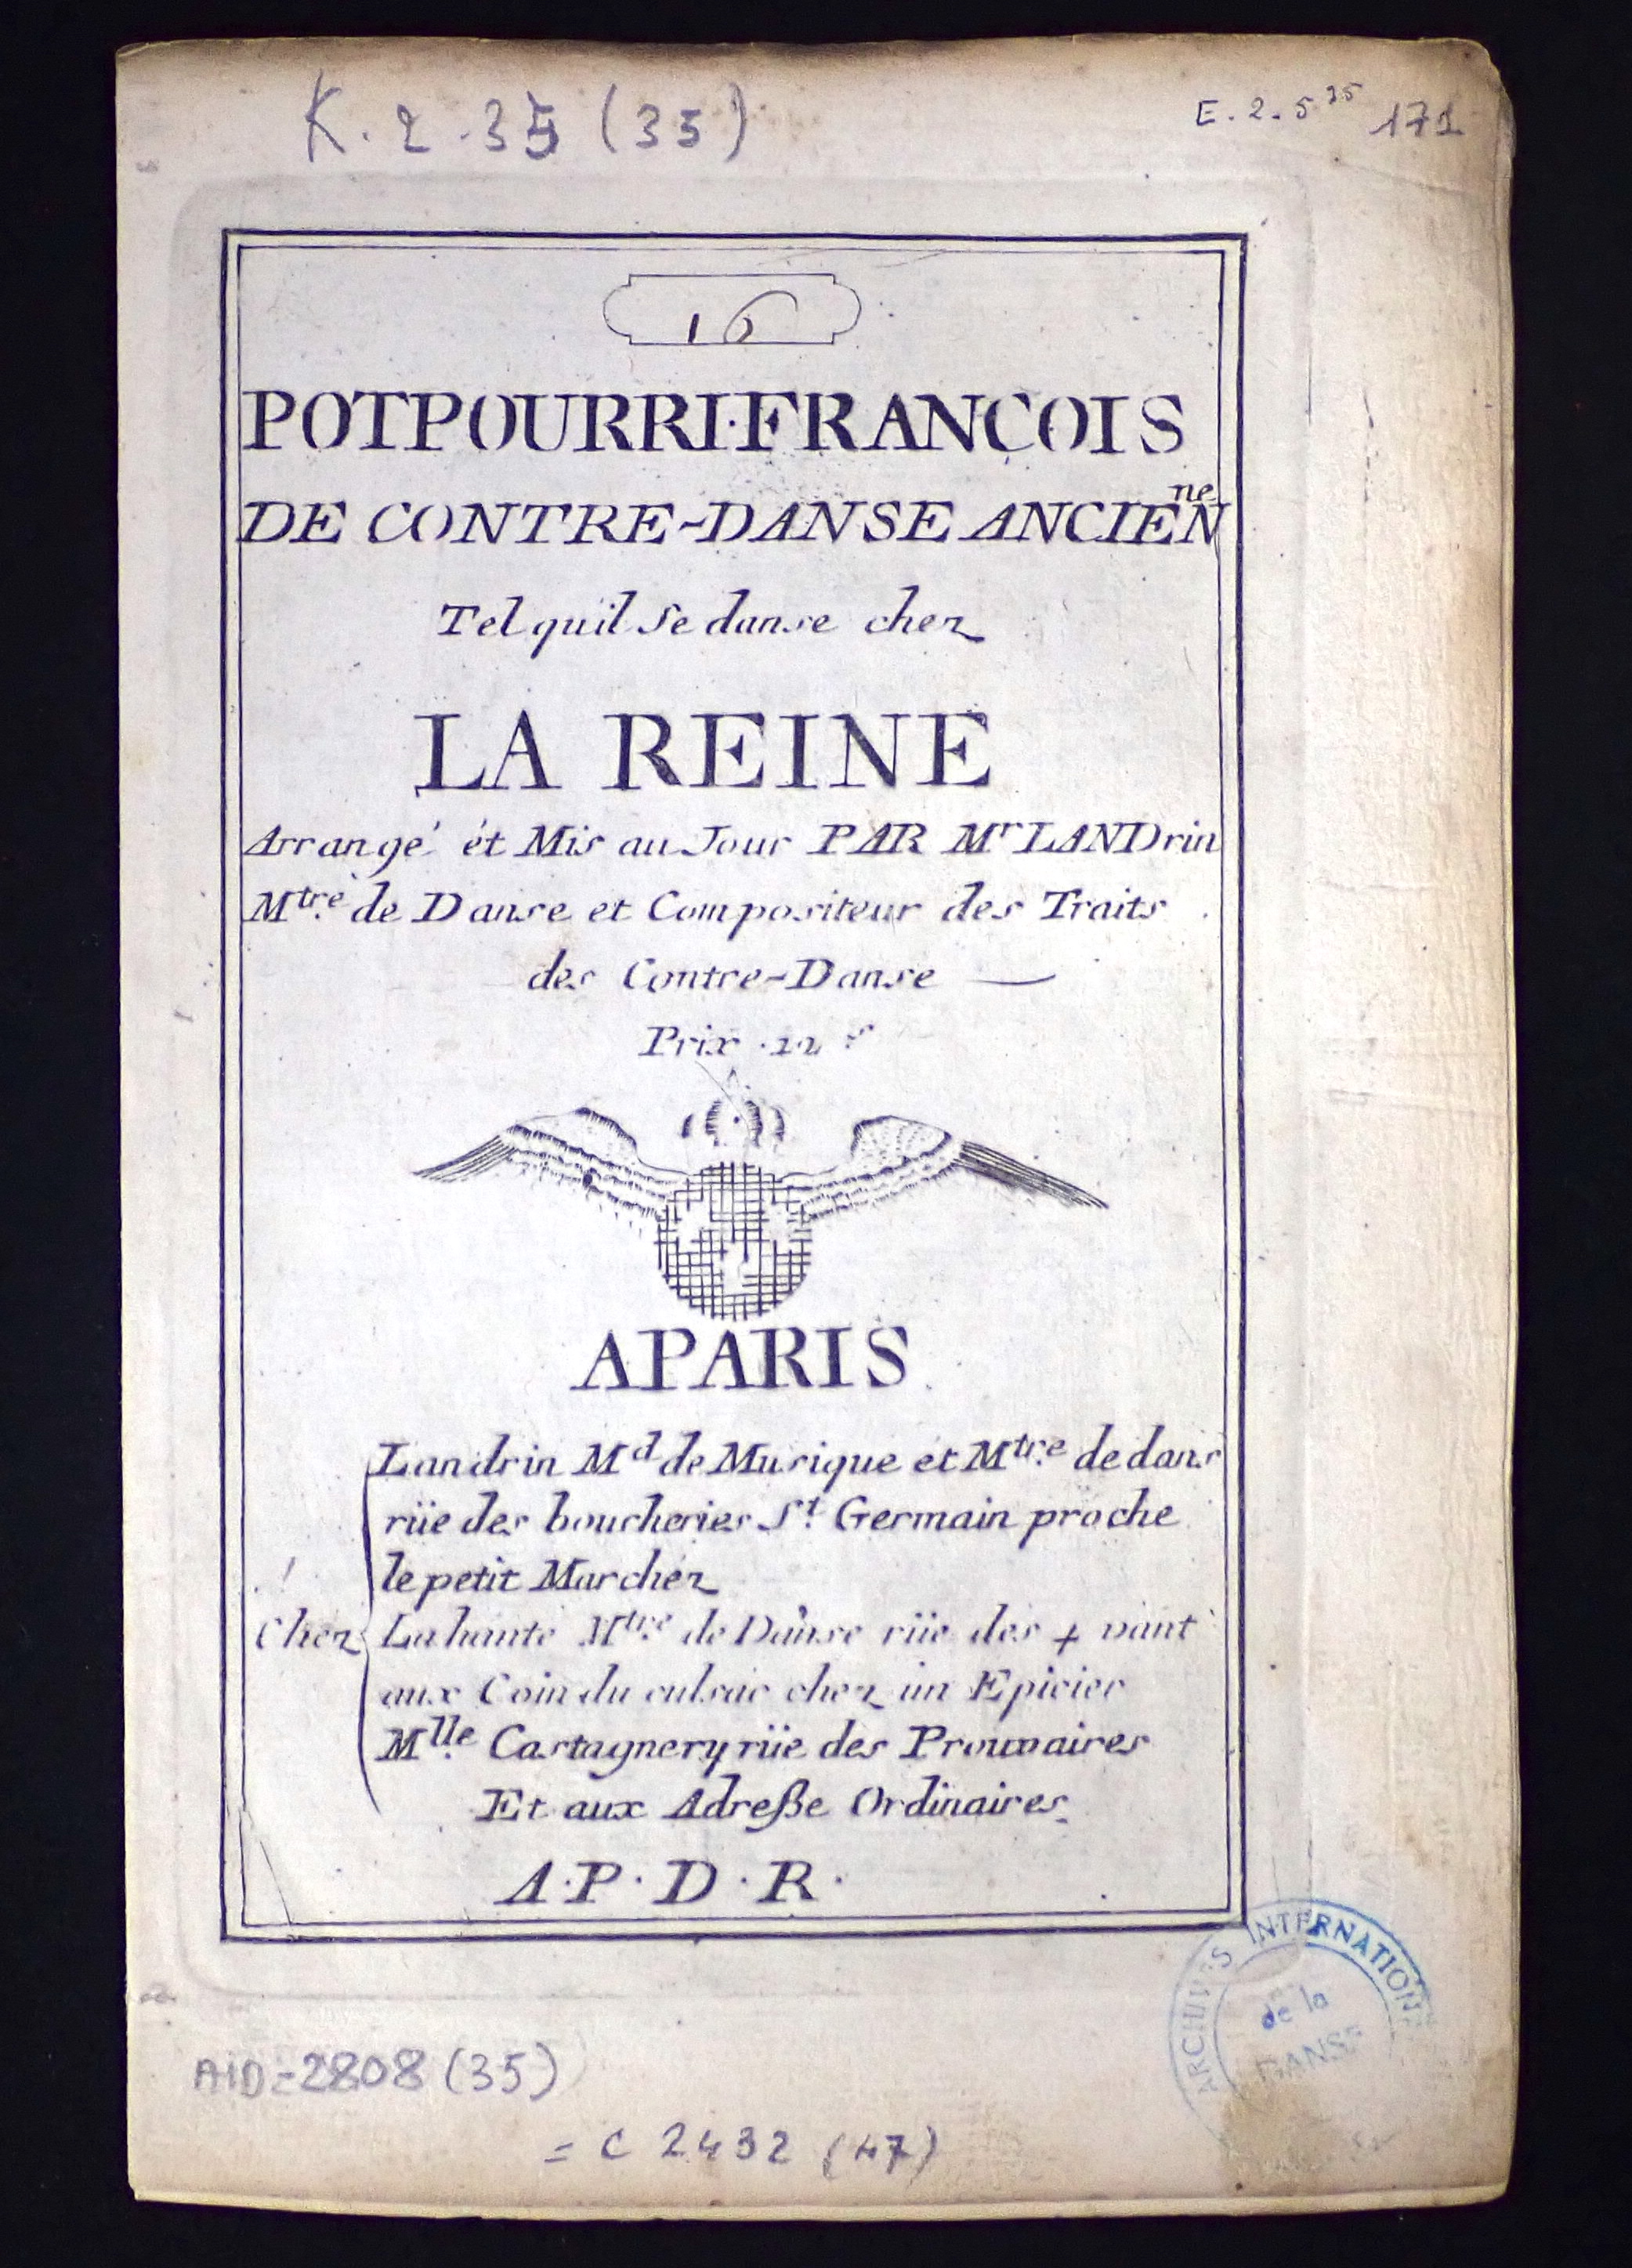 K. 2. 35 (35)
E. 2. 5 35 171
16
POTPOURRI·FRANÇOIS
DE CONTRE-DANSE ANCIENne
Tel quil Se danse chez
LA REINE
Arrangé ét Mis au Jour PAR Mr LANDrin
Mtre de Danse et Compositeur des Traits
des Contre-Danse
Prix
A PARIS
Landrin Md de Musique et Mtre de dans
rüe des boucheries St Germain proche
le petit Marchez
Chez Lahante Mtre de Danse rüe des + nant
aux Coin du culsac chez un Epicier
Mlle Castagnery rüe des Prouvaires
Et aux Adreße Ordinaires
A·P·D·R·
ARCHIVES INTERNATIONALES
de la
DANSE
AID-2808 (35)
= C 2432 (47)